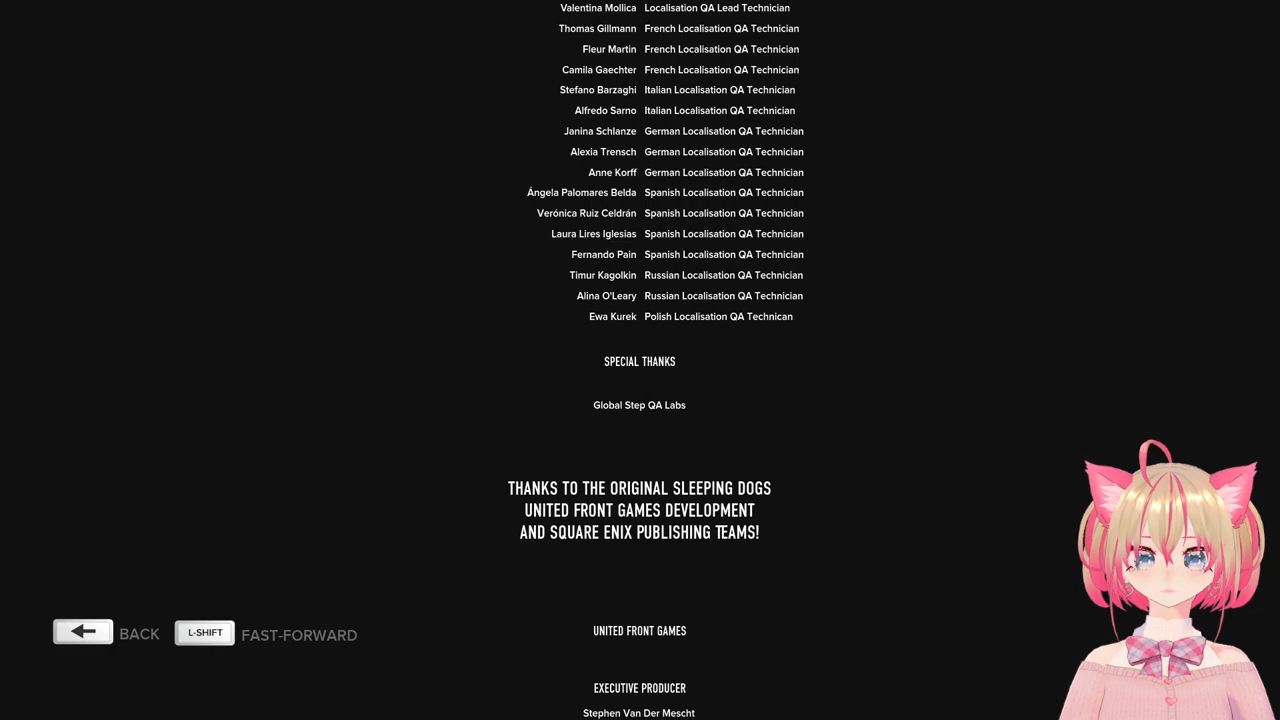 Valentina Mollica Localisation QA Lead Technician
Thomas Gillmann French Localisation QA Technician
Fleur Martin French Localisation QA Technician
Camila Gaechter French Localisation QA Technician
Stefano Barzaghi Italian Localisation QA Technician
Alfredo Sarno Italian Localisation QA Technician
Janina Schlanze German Localisation QA Technician
Alexia Trensch German Localisation QA Technician
Anne Korff German Localisation QA Technician
Ángela Palomares Belda Spanish Localisation QA Technician
Verónica Ruiz Celdrán Spanish Localisation QA Technician
Laura Lires Iglesias Spanish Localisation QA Technician
Fernando Pain Spanish Localisation QA Technician
Timur Kagolkin Russian Localisation QA Technician
Alina O'Leary Russian Localisation QA Technician
Ewa Kurek Polish Localisation QA Technican
SPECIAL THANKS
Global Step QA Labs
THANKS TO THE ORIGINAL SLEEPING DOGS
UNITED FRONT GAMES DEVELOPMENT
AND SQUARE ENIX PUBLISHING TEAMS!
BACK L-SHIFT FAST-FORWARD
UNITED FRONT GAMES
EXECUTIVE PRODUCER
Stephen Van Der Mescht